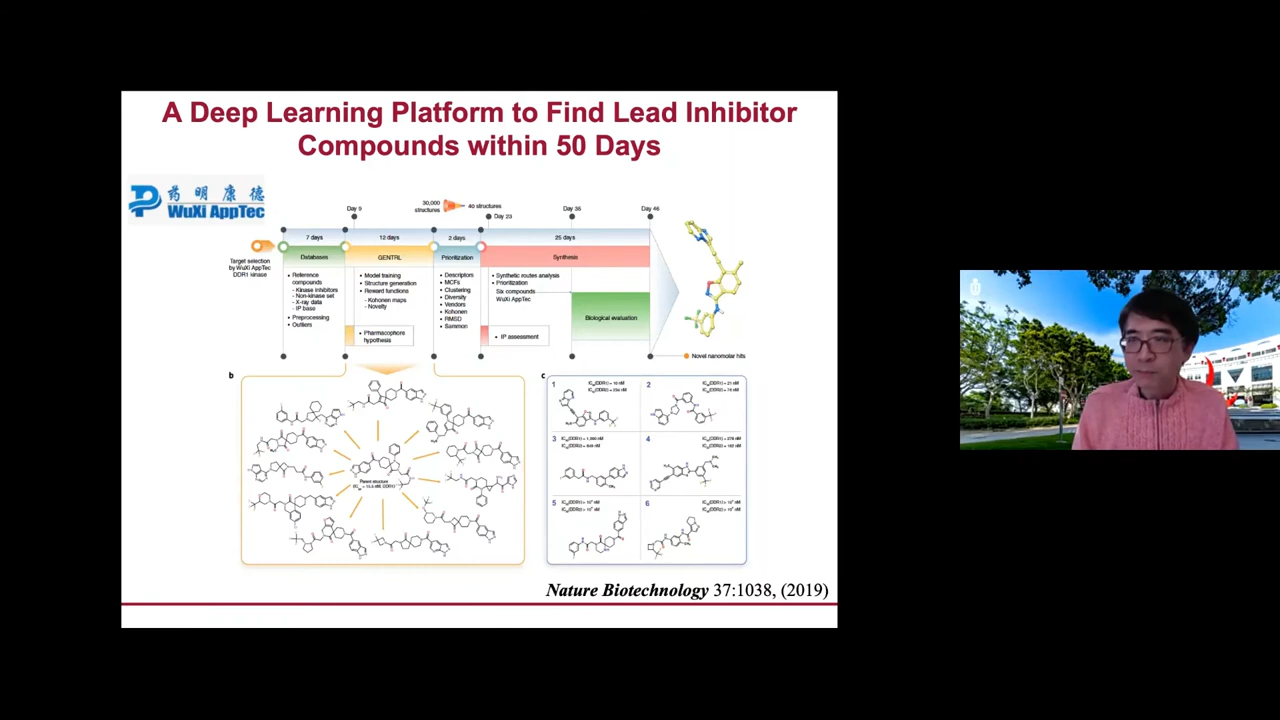 A Deep Learning Platform to Find Lead Inhibitor
Compounds within 50 Days
药明康德
WuXi AppTec
30,000
structures
40 structures
Day 9
Day 23
Day 35
Day 46
7 days
12 days
2 days
25 days
Target selection
by WuXi AppTec
DDR1 kinase
Databases
GENTRL
Prioritization
Synthesis
• Reference
compounds
- Kinase inhibitors
- Non-kinase set
- X-ray data
- IP base
• Preprocessing
• Outliers
• Model training
• Structure generation
• Reward functions
- Kohonen maps
- Novelty
• Pharmacophore
hypothesis
• Descriptors
• MCFs
• Clustering
• Diversity
• Vendors
• Kohonen
• RMSD
• Sammon
• Synthetic routes analysis
• Prioritization
Six compounds
WuXi AppTec
• IP assessment
Biological evaluation
Novel nanomolar hits
b
Parent structure
c
1
2
3
4
5
6
Nature Biotechnology 37:1038, (2019)